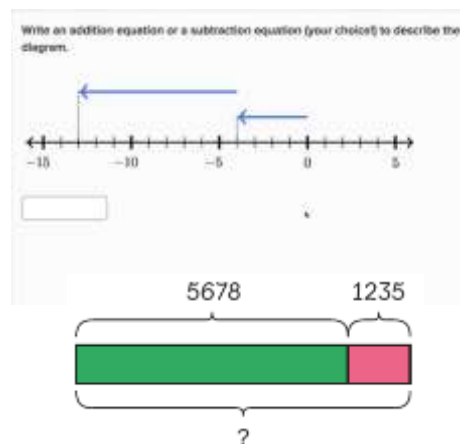 Write an addition equation or a subtraction equation (your choice!) to describe the
diagram.
-15 -10 -5 0 5
5678 1235
?